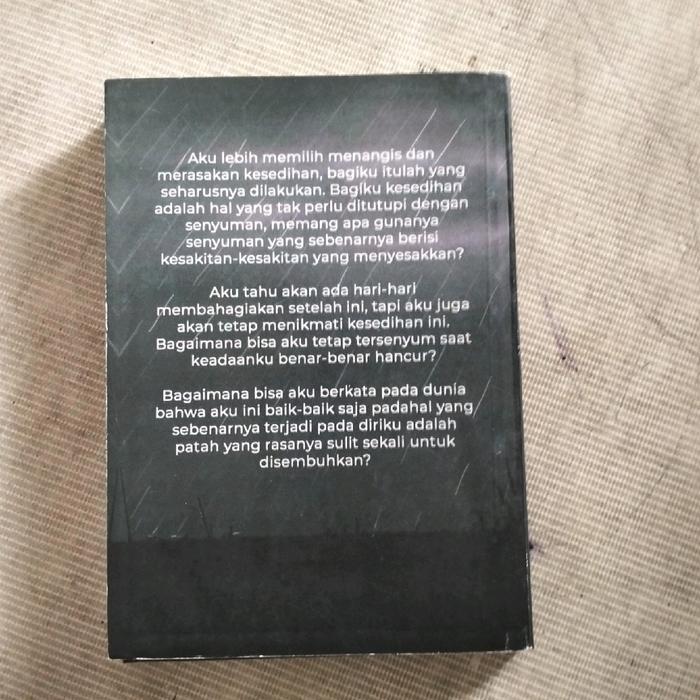 Aku lebih memilih menangis dan
merasakan kesedihan, bagiku itulah yang
seharusnya dilakukan. Bagiku kesedihan
adalah hal yang tak perlu ditutupi dengan
senyuman, memang apa gunanya
senyuman yang sebenarnya berisi
kesakitan-kesakitan yang menyesakkan?
Aku tahu akan ada hari-hari
membahagiakan setelah ini, tapi aku juga
akan tetap menikmati kesedihan ini.
Bagaimana bisa aku tetap tersenyum saat
keadaanku benar-benar hancur?
Bagaimana bisa aku berkata pada dunia
bahwa aku ini baik-baik saja padahal yang
sebenarnya terjadi pada diriku adalah
patah yang rasanya sulit sekali untuk
disembuhkan?